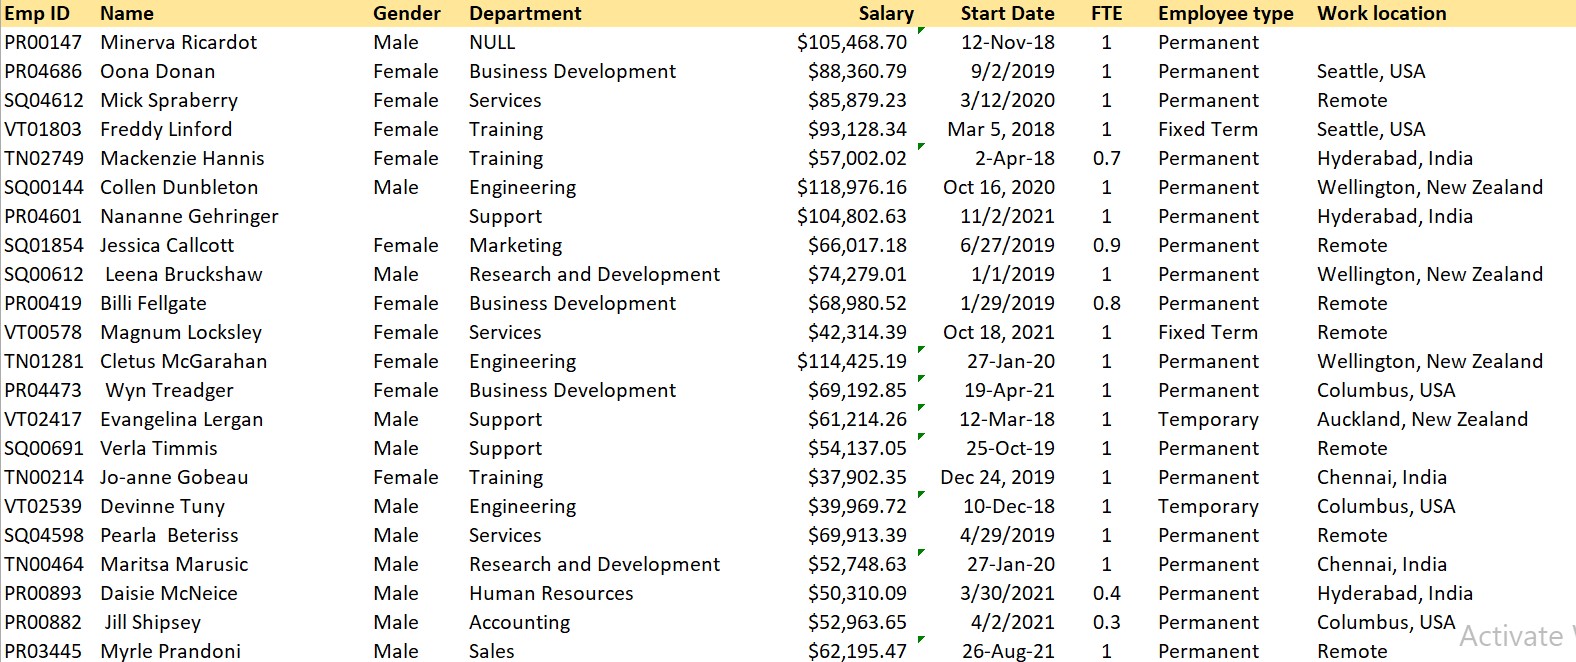 Emp ID Name Gender Department Salary Start Date FTE Employee type Work location
PR00147 Minerva Ricardot Male NULL $105,468.70 12-Nov-18 1 Permanent
PR04686 Oona Donan Female Business Development $88,360.79 9/2/2019 1 Permanent Seattle, USA
SQ04612 Mick Spraberry Female Services $85,879.23 3/12/2020 1 Permanent Remote
VT01803 Freddy Linford Female Training $93,128.34 Mar 5, 2018 1 Fixed Term Seattle, USA
TN02749 Mackenzie Hannis Female Training $57,002.02 2-Apr-18 0.7 Permanent Hyderabad, India
SQ00144 Collen Dunbleton Male Engineering $118,976.16 Oct 16, 2020 1 Permanent Wellington, New Zealand
PR04601 Nananne Gehringer Support $104,802.63 11/2/2021 1 Permanent Hyderabad, India
SQ01854 Jessica Callcott Female Marketing $66,017.18 6/27/2019 0.9 Permanent Remote
SQ00612 Leena Bruckshaw Male Research and Development $74,279.01 1/1/2019 1 Permanent Wellington, New Zealand
PR00419 Billi Fellgate Female Business Development $68,980.52 1/29/2019 0.8 Permanent Remote
VT00578 Magnum Locksley Female Services $42,314.39 Oct 18, 2021 1 Fixed Term Remote
TN01281 Cletus McGarahan Female Engineering $114,425.19 27-Jan-20 1 Permanent Wellington, New Zealand
PR04473 Wyn Treadger Female Business Development $69,192.85 19-Apr-21 1 Permanent Columbus, USA
VT02417 Evangelina Lergan Male Support $61,214.26 12-Mar-18 1 Temporary Auckland, New Zealand
SQ00691 Verla Timmis Male Support $54,137.05 25-Oct-19 1 Permanent Remote
TN00214 Jo-anne Gobeau Female Training $37,902.35 Dec 24, 2019 1 Permanent Chennai, India
VT02539 Devinne Tuny Male Engineering $39,969.72 10-Dec-18 1 Temporary Columbus, USA
SQ04598 Pearla  Beteriss Male Services $69,913.39 4/29/2019 1 Permanent Remote
TN00464 Maritsa Marusic Male Research and Development $52,748.63 27-Jan-20 1 Permanent Chennai, India
PR00893 Daisie McNeice Male Human Resources $50,310.09 3/30/2021 0.4 Permanent Hyderabad, India
PR00882 Jill Shipsey Male Accounting $52,963.65 4/2/2021 0.3 Permanent Columbus, USA
Activate
PR03445 Myrle Prandoni Male Sales $62,195.47 26-Aug-21 1 Permanent Remote